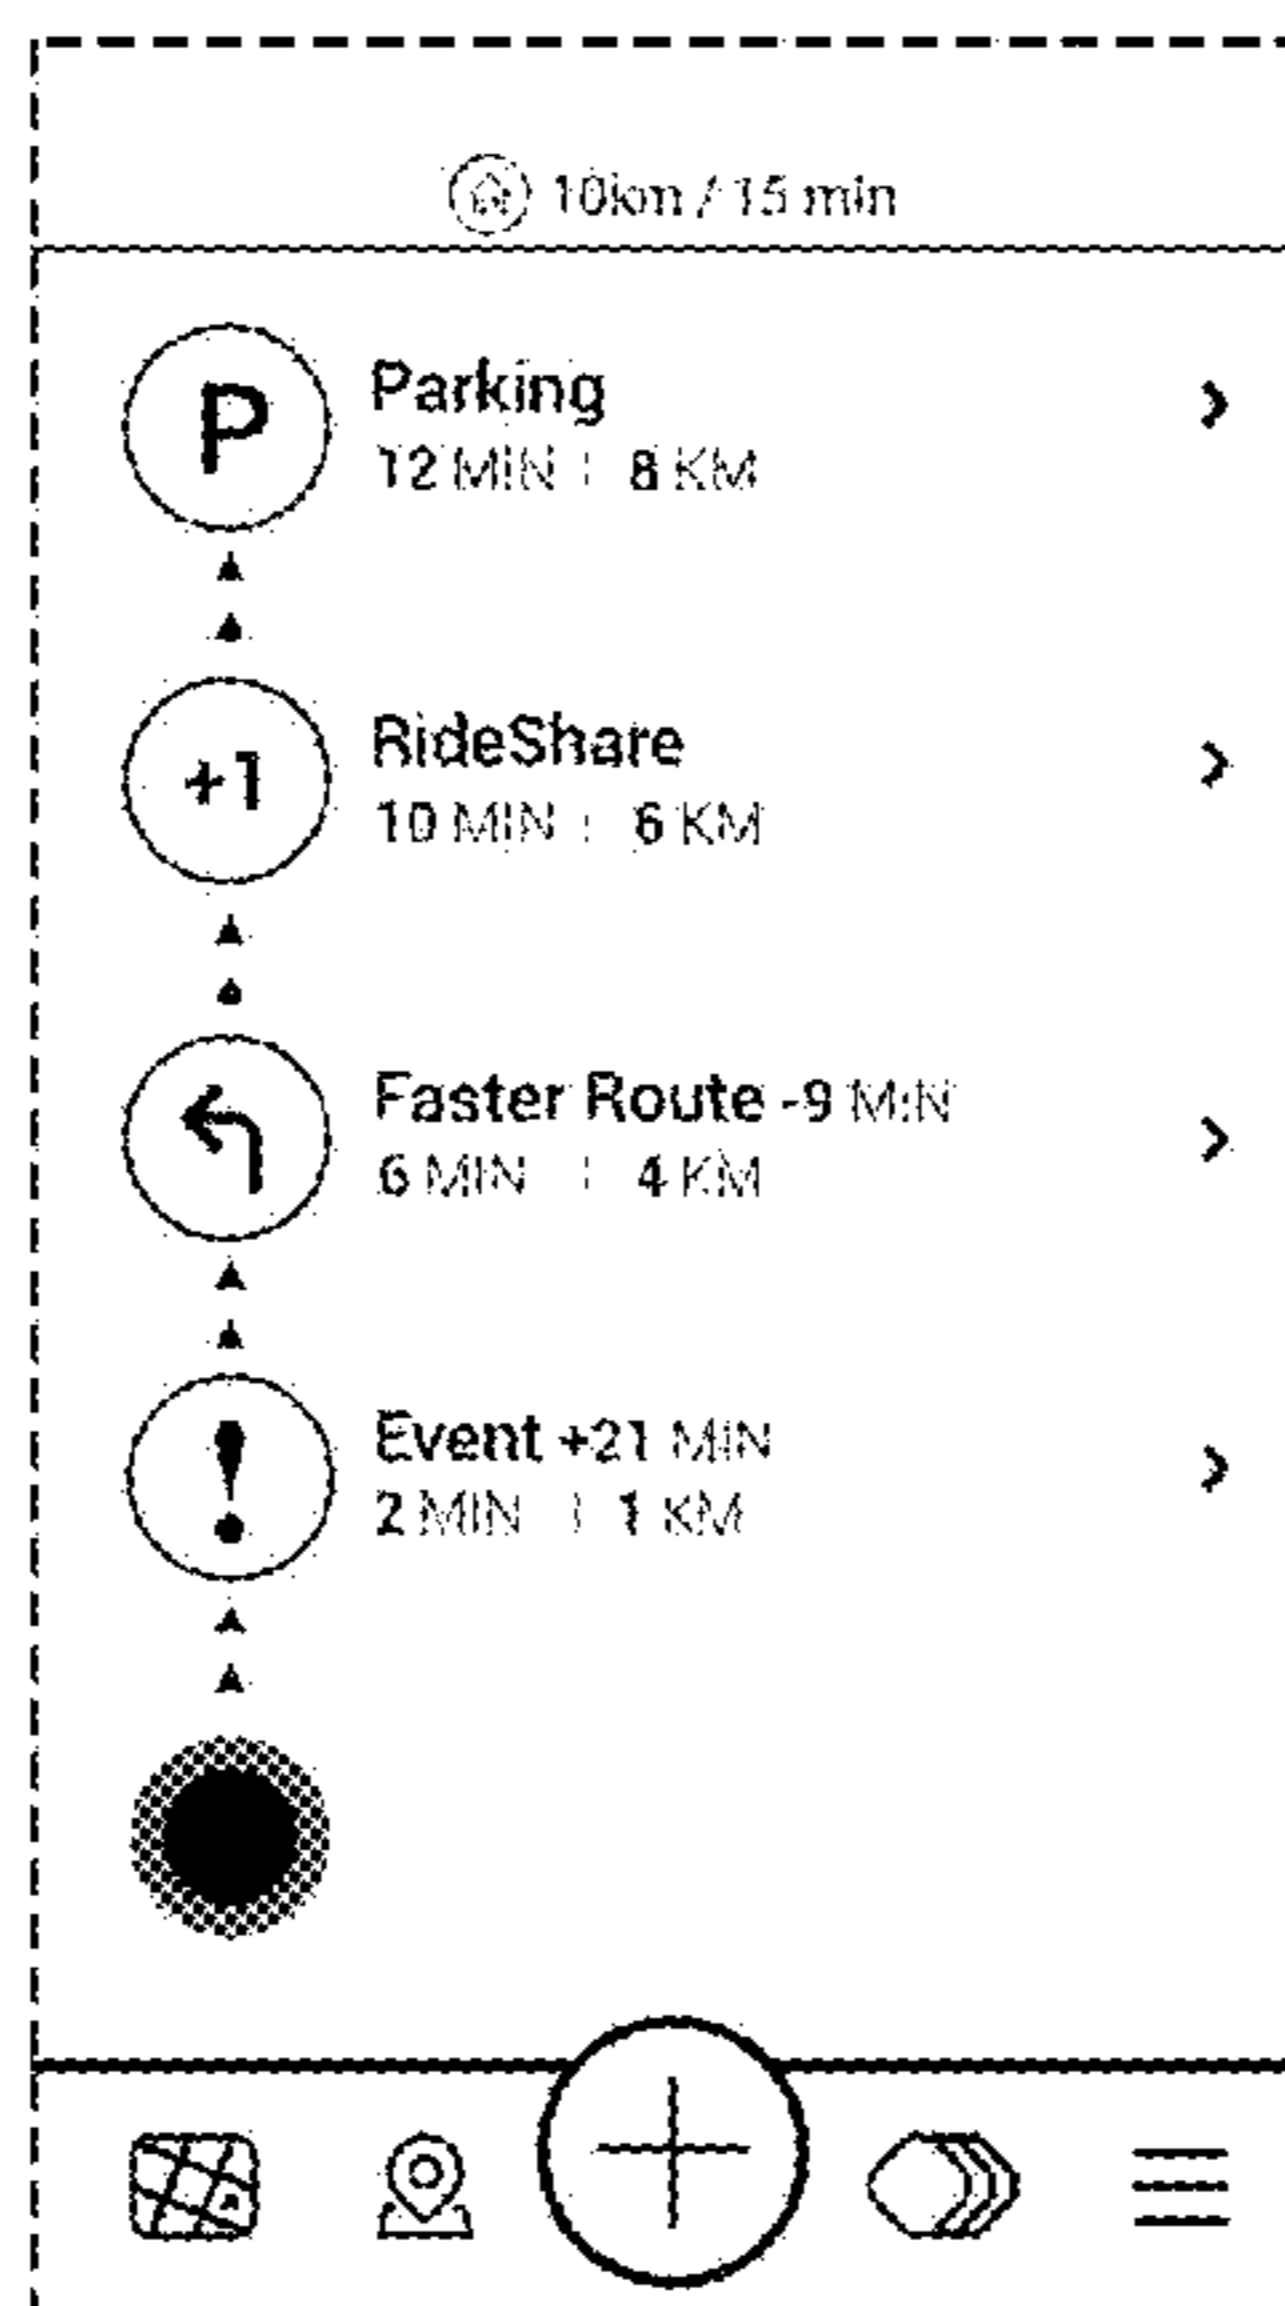 10km / 15 min
P
Parking
12 MIN | 8 KM
+1
RideShare
10 MIN | 6 KM
Faster Route -9 MIN
6 MIN | 4 KM
!
Event +21 MIN
2 MIN | 1 KM